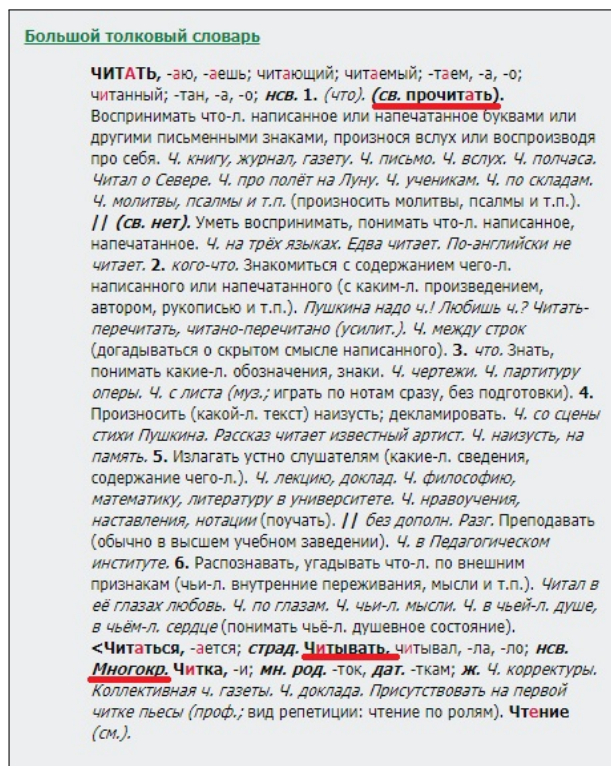 Большой толковый словарь
ЧИТАТЬ, -аю, -аешь; читающий; читаемый; -таем, -а, -о;
читанный; -тан, -а, -о; нсв. 1. (что). (св. прочитать).
Воспринимать что-л. написанное или напечатанное буквами или
другими письменными знаками, произнося вслух или воспроизводя
про себя. Ч. книгу, журнал, газету. Ч. письмо. Ч. вслух. Ч. полчаса.
Читал о Севере. Ч. про полёт на Луну. Ч. ученикам. Ч. по складам.
Ч. молитвы, псалмы и т.п. (произносить молитвы, псалмы и т.п.).
// (св. нет). Уметь воспринимать, понимать что-л. написанное,
напечатанное. Ч. на трёх языках. Едва читает. По-английски не
читает. 2. кого-что. Знакомиться с содержанием чего-л.
написанного или напечатанного (с каким-л. произведением,
автором, рукописью и т.п.). Пушкина надо ч.! Любишь ч.? Читать-
перечитать, читано-перечитано (усилит.). Ч. между строк
(догадываться о скрытом смысле написанного). 3. что. Знать,
понимать какие-л. обозначения, знаки. Ч. чертежи. Ч. партитуру
оперы. Ч. с листа (муз.; играть по нотам сразу, без подготовки). 4.
Произносить (какой-л. текст) наизусть; декламировать. Ч. со сцены
стихи Пушкина. Рассказ читает известный артист. Ч. наизусть, на
память. 5. Излагать устно слушателям (какие-л. сведения,
содержание чего-л.). Ч. лекцию, доклад. Ч. философию,
математику, литературу в университете. Ч. нравоучения,
наставления, нотации (поучать). // без дополн. Разг. Преподавать
(обычно в высшем учебном заведении). Ч. в Педагогическом
институте. 6. Распознавать, угадывать что-л. по внешним
признакам (чьи-л. внутренние переживания, мысли и т.п.). Читал в
её глазах любовь. Ч. по глазам. Ч. чьи-л. мысли. Ч. в чьей-л. душе,
в чьём-л. сердце (понимать чьё-л. душевное состояние).
<Читаться, -ается; страд. Читывать, читывал, -ла, -ло; нсв.
Многокр. Читка, -и; мн. род. -ток, дат. -ткам; ж. Ч. корректуры.
Коллективная ч. газеты. Ч. доклада. Присутствовать на первой
читке пьесы (проф.; вид репетиции: чтение по ролям). Чтение
(см.).